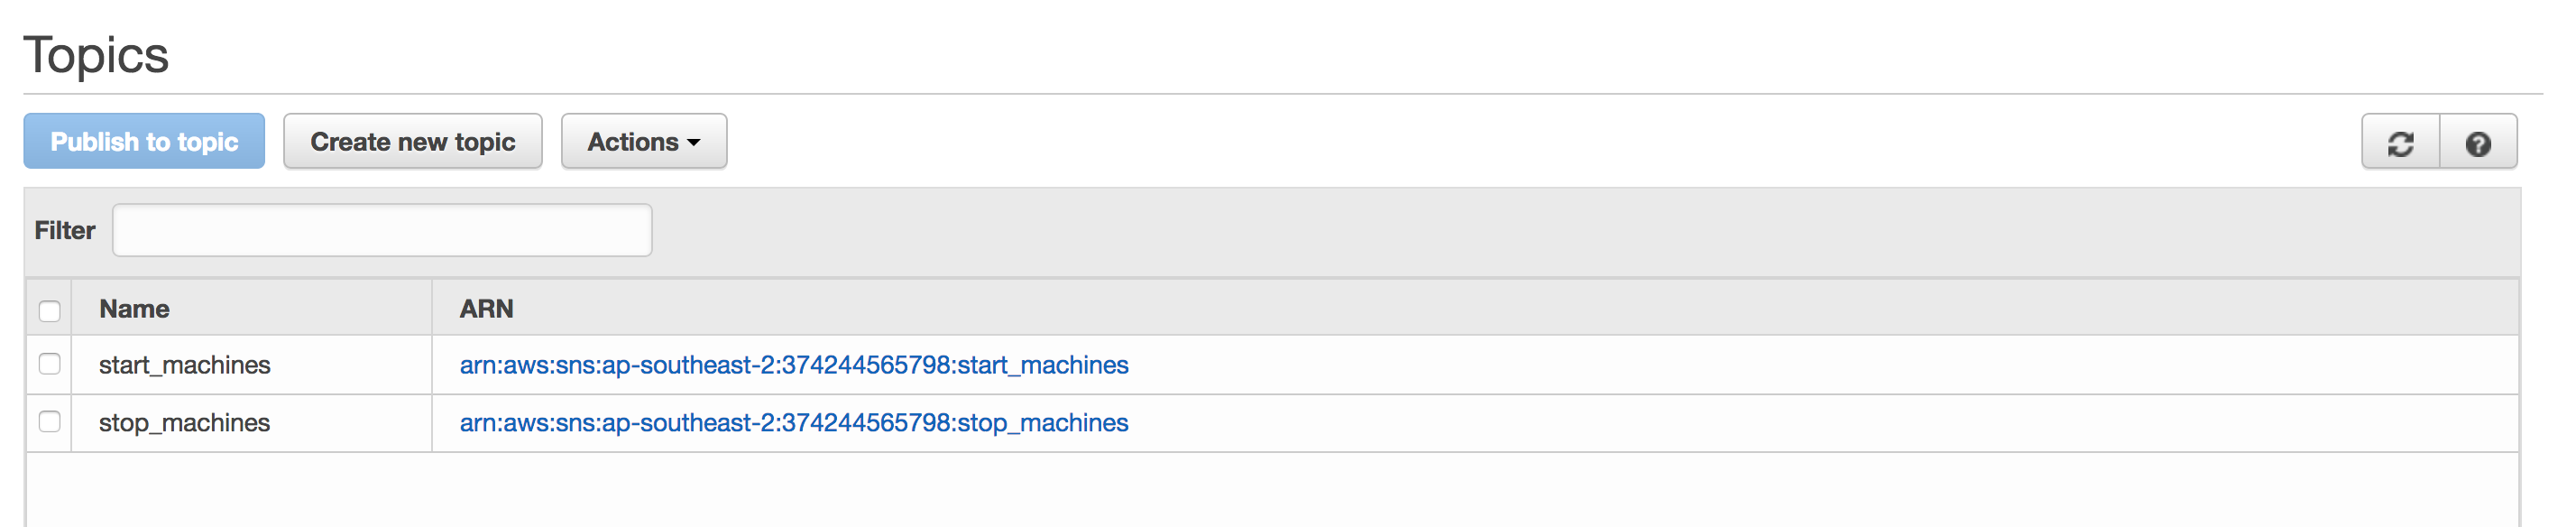 Topics
Publish to topic Create new topic Actions
Filter
Name ARN
start_machines arn:aws:sns:ap-southeast-2:374244565798:start_machines
stop_machines arn:aws:sns:ap-southeast-2:374244565798:stop_machines